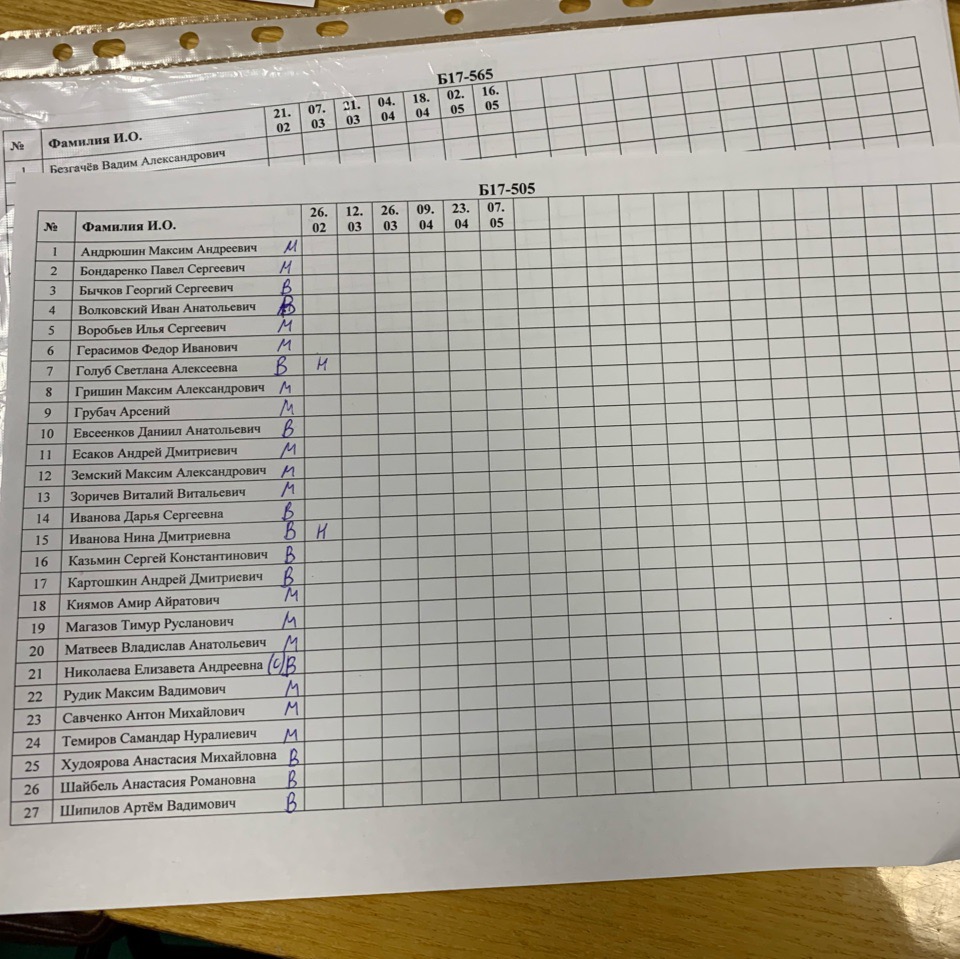 Б17-565
№ Фамилия И.О. 21.02 07.03 21.03 04.04 18.04 02.05 16.05
1 Безгачёв Вадим Александрович
Б17-505
№ Фамилия И.О. 26.02 12.03 26.03 09.04 23.04 07.05
1 Андрюшин Максим Андреевич М
2 Бондаренко Павел Сергеевич М
3 Бычков Георгий Сергеевич В
4 Волковский Иван Анатольевич В
5 Воробьев Илья Сергеевич М
6 Герасимов Федор Иванович М
7 Голуб Светлана Алексеевна В Н
8 Гришин Максим Александрович М
9 Грубач Арсений М
10 Евсеенков Даниил Анатольевич В
11 Есаков Андрей Дмитриевич М
12 Земский Максим Александрович М
13 Зоричев Виталий Витальевич М
14 Иванова Дарья Сергеевна В
15 Иванова Нина Дмитриевна В Н
16 Казьмин Сергей Константинович В
17 Картошкин Андрей Дмитриевич В
18 Киямов Амир Айратович М
19 Магазов Тимур Русланович М
20 Матвеев Владислав Анатольевич М
21 Николаева Елизавета Андреевна (с) В
22 Рудик Максим Вадимович М
23 Савченко Антон Михайлович М
24 Темиров Самандар Нуралиевич М
25 Худоярова Анастасия Михайловна В
26 Шайбель Анастасия Романовна В
27 Шипилов Артём Вадимович В